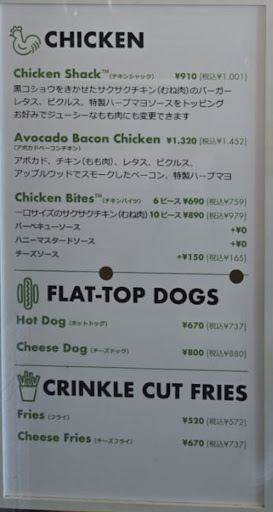 CHICKEN
Chicken Shack™ (チキンシャック) ¥910 [税込¥1.001]
黒コショウをきかせたサクサクチキン(むね肉)のバーガー
レタス、ピクルス、特製ハーブマヨソースをトッピング
お好みでジューシーなもも肉にも変更できます
Avocado Bacon Chicken ¥1.320 [税込¥1.452]
(アボカドベーコンチキン)
アボカド、チキン(もも肉)、レタス、ピクルス、
アップルウッドでスモークしたベーコン、特製ハーブマヨ
Chicken Bites™ (チキンバイツ) 6 ピース ¥690 [税込¥759]
一口サイズのサクサクチキン(むね肉) 10 ピース ¥890 [税込¥979]
バーベキューソース +¥0
ハニーマスタードソース +¥0
チーズソース +¥150 [税込¥165]
FLAT-TOP DOGS
Hot Dog (ホットドッグ) ¥670 [税込¥737]
Cheese Dog (チーズドッグ) ¥800 [税込¥880]
CRINKLE CUT FRIES
Fries (フライ) ¥520 [税込¥572]
Cheese Fries (チーズフライ) ¥670 [税込¥737]